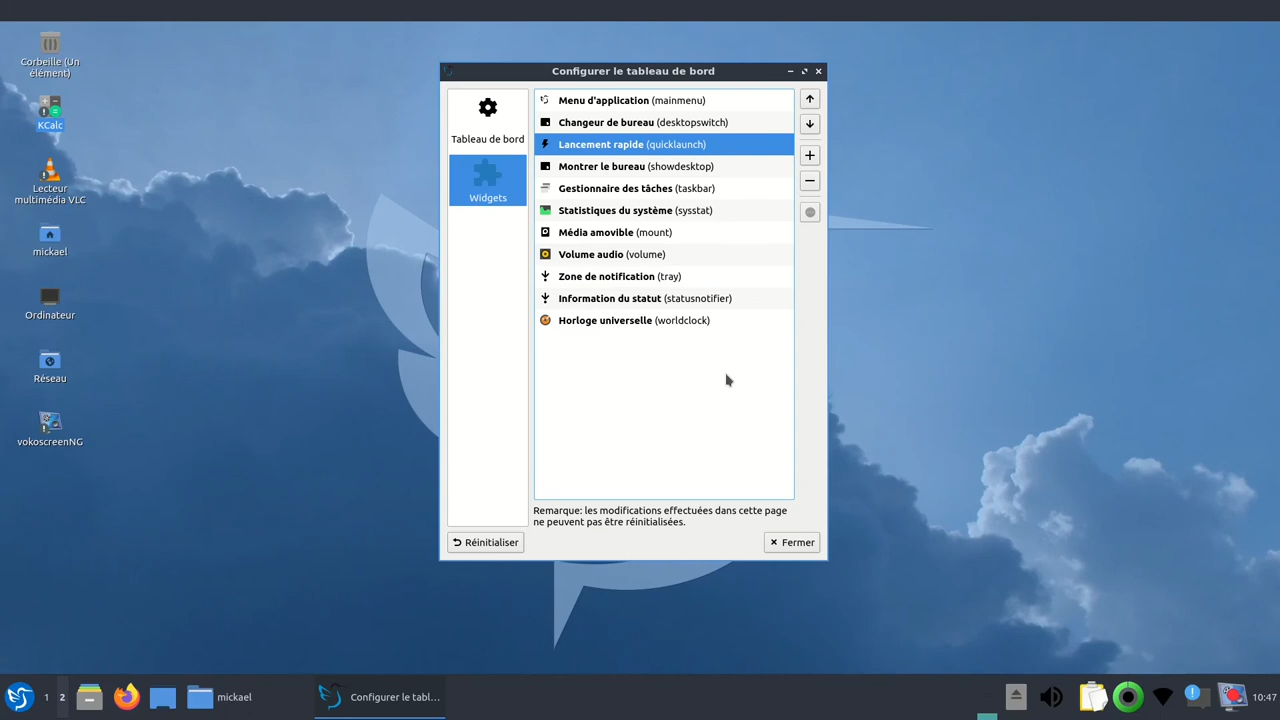 Configurer le tableau de bord
Corbeille (Un
élément)
KCalc
Lecteur
multimédia VLC
mickael
Ordinateur
Réseau
vokoscreenNG
Tableau de bord
Widgets
Menu d'application (mainmenu)
Changeur de bureau (desktopswitch)
Lancement rapide (quicklaunch)
Montrer le bureau (showdesktop)
Gestionnaire des tâches (taskbar)
Statistiques du système (sysstat)
Média amovible (mount)
Volume audio (volume)
Zone de notification (tray)
Information du statut (statusnotifier)
Horloge universelle (worldclock)
Remarque: les modifications effectuées dans cette page
ne peuvent pas être réinitialisées.
Réinitialiser
Fermer
1 2 mickael Configurer le tabl... 10:47